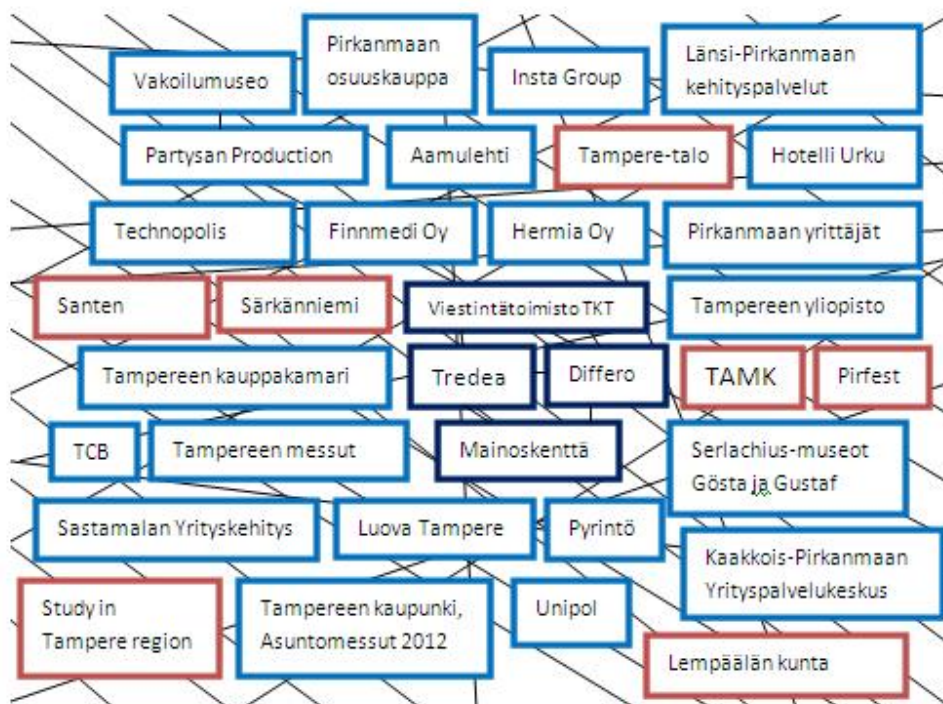 Vakoilumuseo
Pirkanmaan
osuuskauppa
Insta Group
Länsi-Pirkanmaan
kehityspalvelut
Partysan Production
Aamulehti
Tampere-talo
Hotelli Urku
Technopolis
Finnmedi Oy
Hermia Oy
Pirkanmaan yrittäjät
Santen
Särkänniemi
Viestintätoimisto TKT
Tampereen yliopisto
Tampereen kauppakamari
Tredea
Differo
TAMK
Pirfest
TCB
Tampereen messut
Mainoskenttä
Serlachius-museot
Gösta ja Gustaf
Sastamalan Yrityskehitys
Luova Tampere
Pyrintö
Kaakkois-Pirkanmaan
Yrityspalvelukeskus
Study in
Tampere region
Tampereen kaupunki,
Asuntomessut 2012
Unipol
Lempäälän kunta